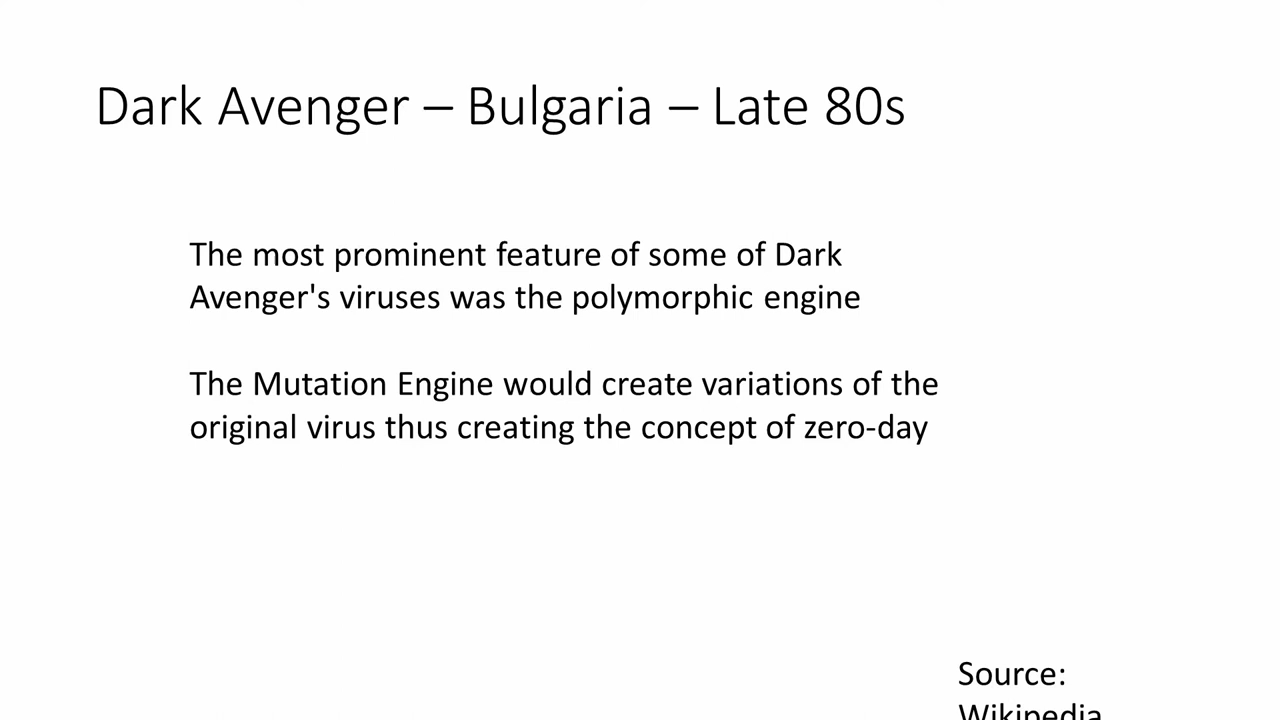 Dark Avenger – Bulgaria – Late 80s
The most prominent feature of some of Dark
Avenger's viruses was the polymorphic engine
The Mutation Engine would create variations of the
original virus thus creating the concept of zero-day
Source:
Wikipedia